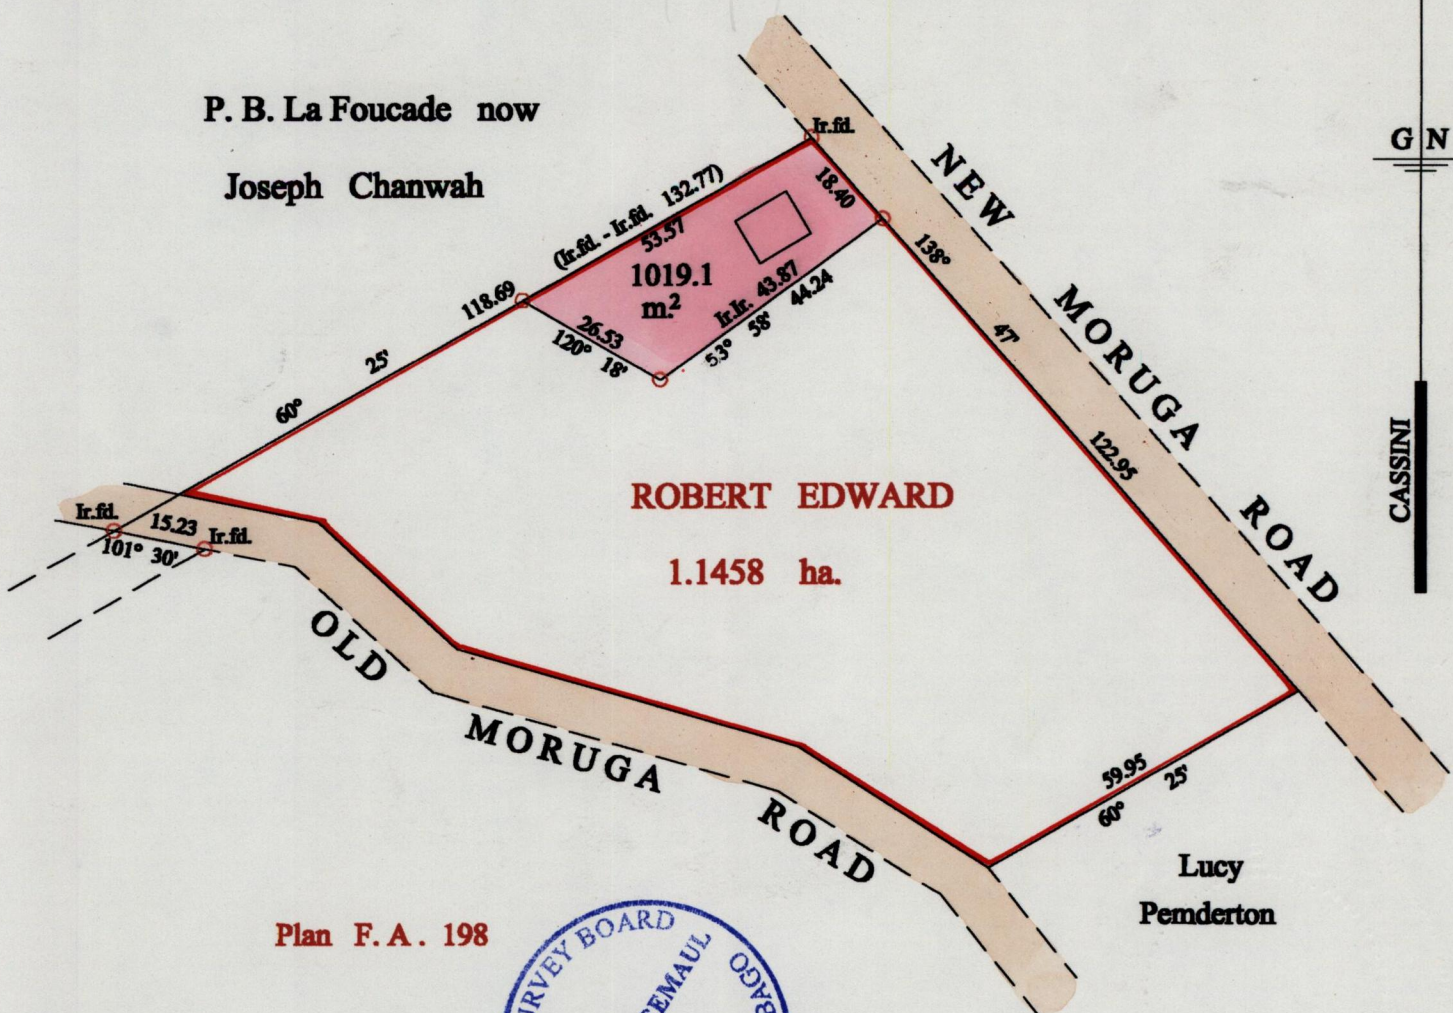 P. B. La Foucade now
Joseph Chanwah
Ir.fd.
G N
NEW MORUGA ROAD
(Ir.fd. - Ir.fd. 132.77)
53.57
18.40
1019.1
m.²
Ir.Ir. 43.87
44.24
53° 58'
26.53
120° 18'
118.69
60° 25'
138° 47'
122.95
CASSINI
ROBERT EDWARD
1.1458 ha.
Ir.fd.
15.23
Ir.fd.
101° 30'
OLD MORUGA ROAD
59.95
60° 25'
Lucy
Pemderton
Plan F. A. 198
BOARD